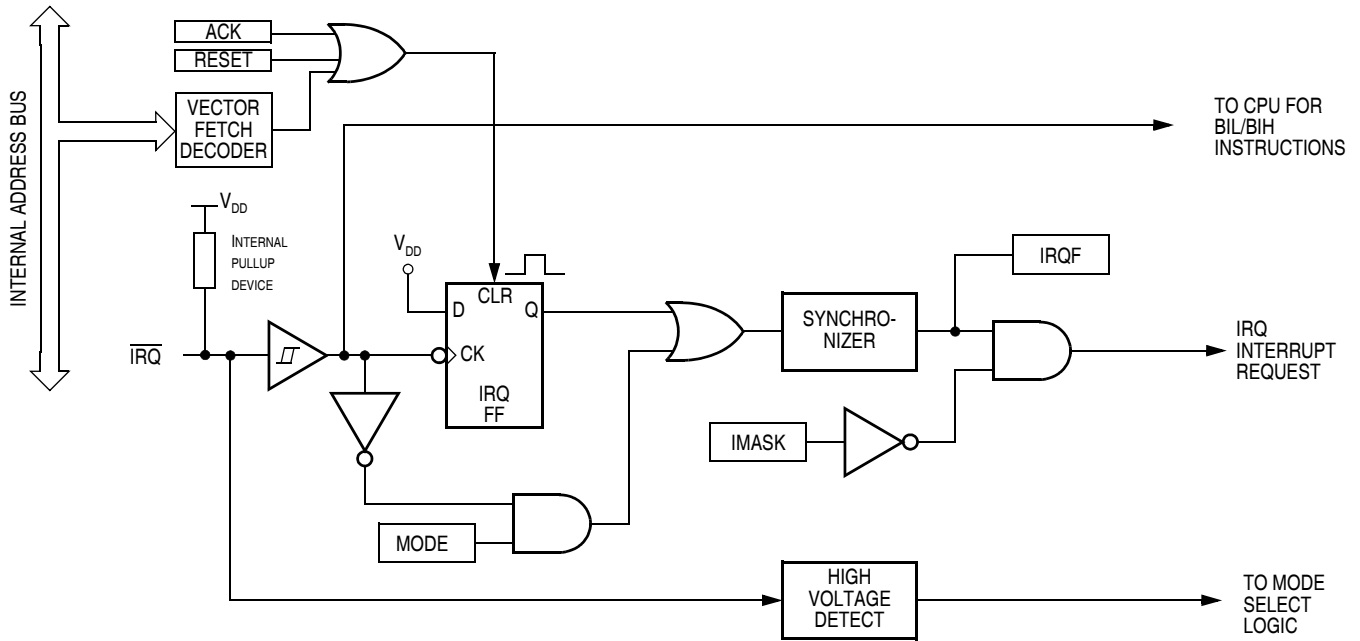 INTERNAL ADDRESS BUS
ACK
RESET
VECTOR
FETCH
DECODER
TO CPU FOR
BIL/BIH
INSTRUCTIONS
VDD
INTERNAL
PULLUP
DEVICE
VDD
CLR
D
Q
CK
IRQ
FF
IRQ
SYNCHRO-
NIZER
IRQF
IRQ
INTERRUPT
REQUEST
IMASK
MODE
HIGH
VOLTAGE
DETECT
TO MODE
SELECT
LOGIC